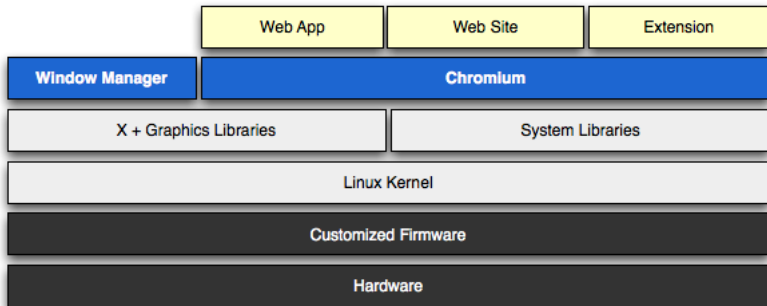 Web App
Web Site
Extension
Window Manager
Chromium
X + Graphics Libraries
System Libraries
Linux Kernel
Customized Firmware
Hardware